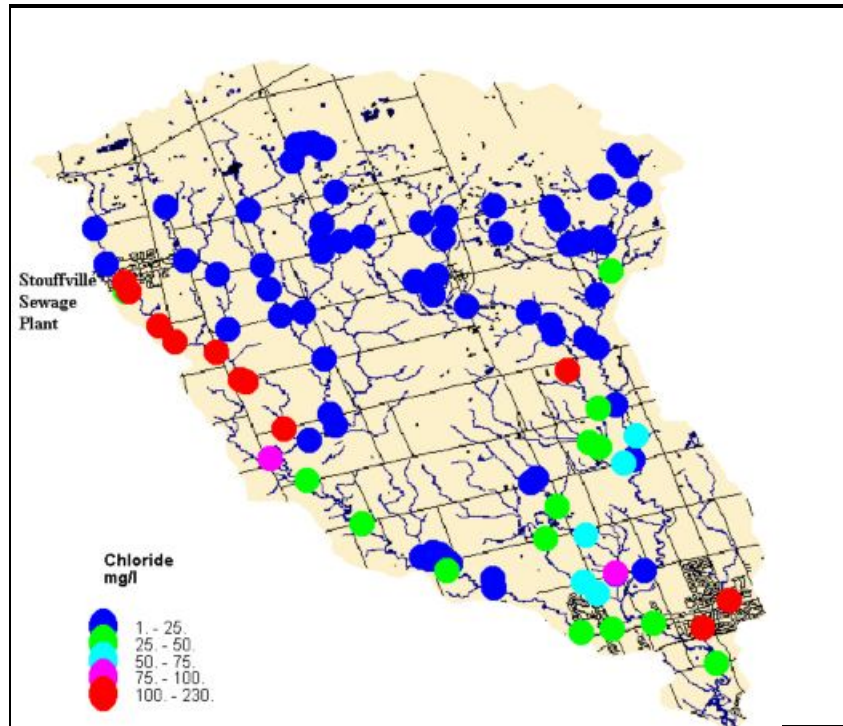 Stouffville
Sewage
Plant
Chloride
mg/l
1. - 25.
25. - 50.
50. - 75.
75. - 100.
100. - 230.